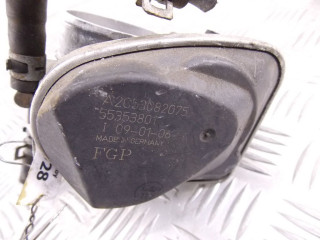 A2C53082075
55353801
I 09-01-06
MADE IN GERMANY
FGP
28